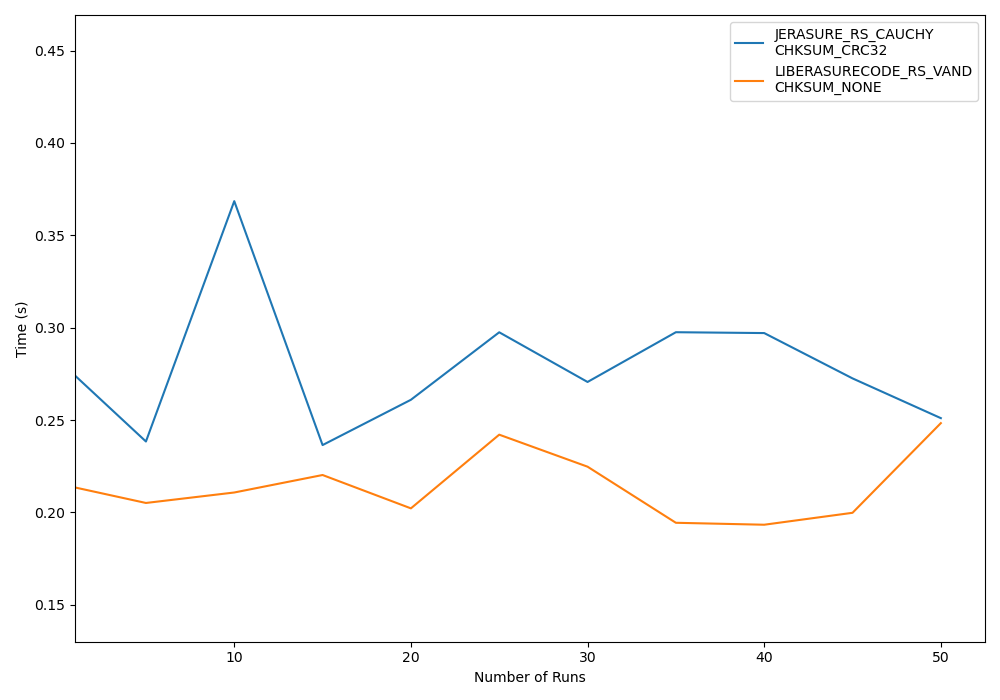 JERASURE_RS_CAUCHY
CHKSUM_CRC32
LIBERASURECODE_RS_VAND
CHKSUM_NONE
Time (s)
0.45
0.40
0.35
0.30
0.25
0.20
0.15
10 20 30 40 50
Number of Runs